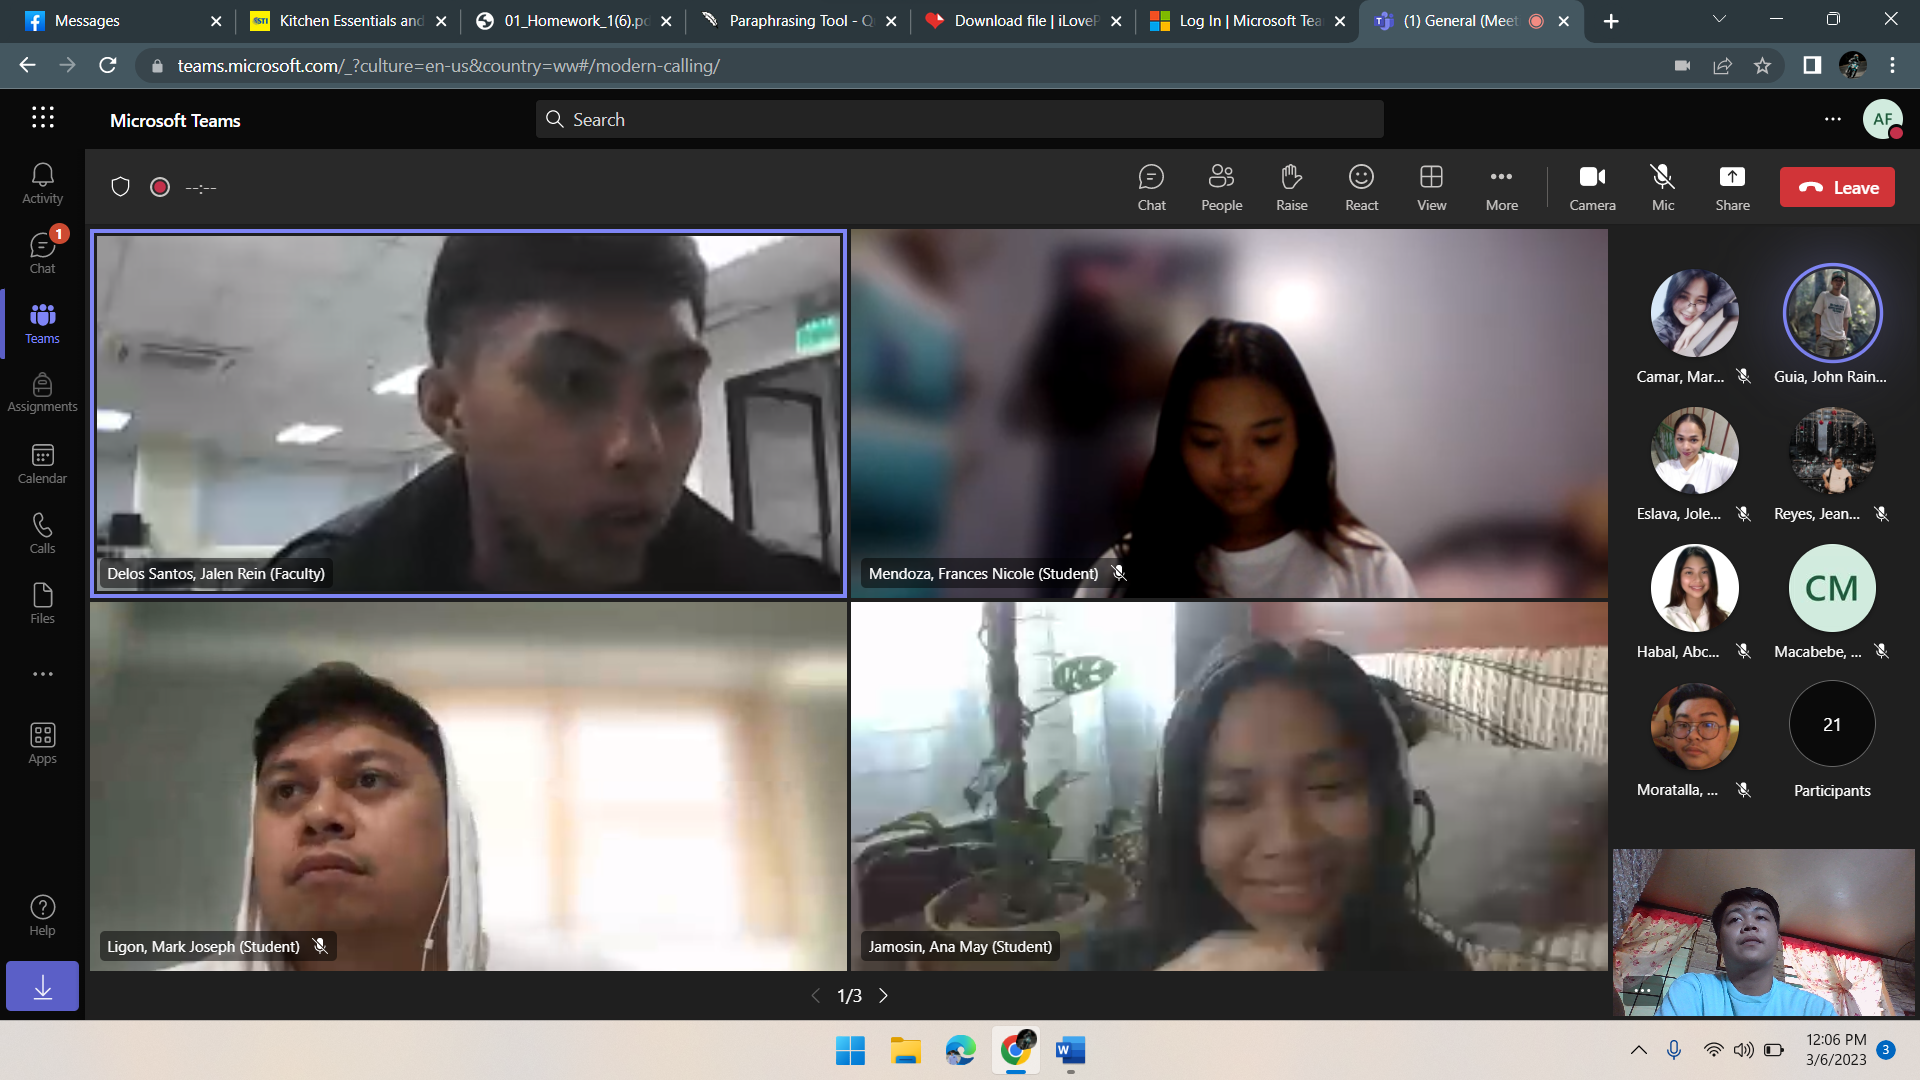 Messages
Kitchen Essentials and
01_Homework_1(6).pd
Paraphrasing Tool - Q
Download file | iLoveP
Log In | Microsoft Tea
(1) General (Meet
teams.microsoft.com/_?culture=en-us&country=ww#/modern-calling/
Microsoft Teams
Search
AF
Activity
1
Chat
Teams
Assignments
Calendar
Calls
Files
Apps
Help
--:--
Chat
People
Raise
React
View
More
Camera
Mic
Share
Leave
Delos Santos, Jalen Rein (Faculty)
Mendoza, Frances Nicole (Student)
Ligon, Mark Joseph (Student)
Jamosin, Ana May (Student)
Camar, Mar...
Guia, John Rain...
Eslava, Jole...
Reyes, Jean...
Habal, Abc...
CM
Macabebe, ...
Moratalla, ...
21
Participants
1/3
STI
W
12:06 PM
3/6/2023
3